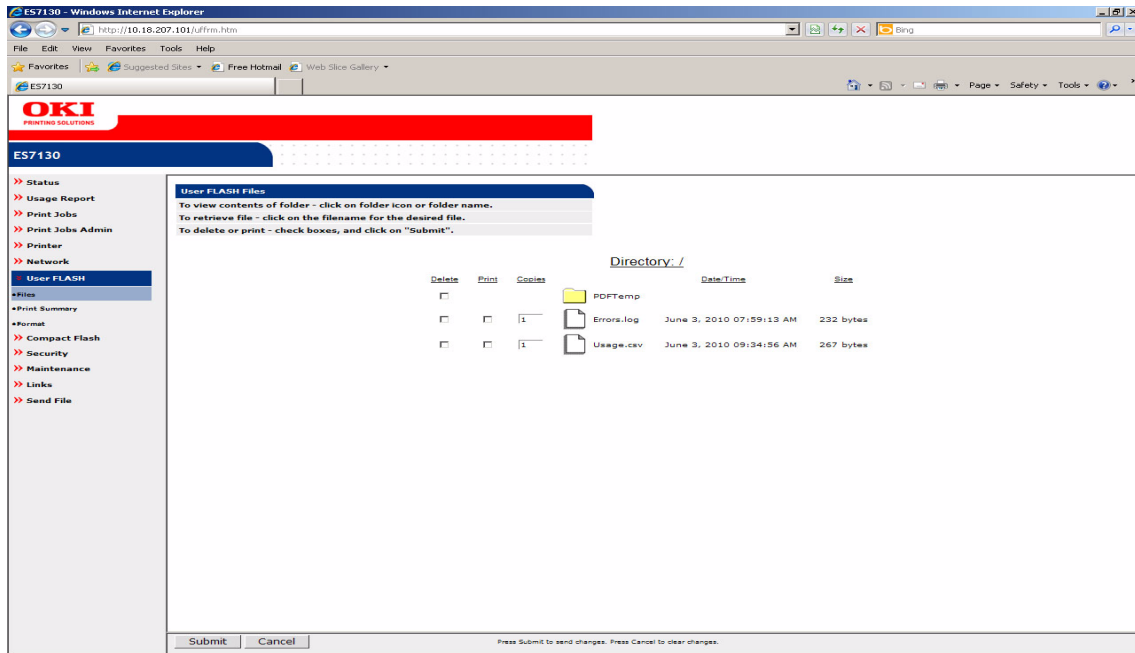 ES7130 - Windows Internet Explorer
http://10.18.207.101/uffrm.htm
Bing
File Edit View Favorites Tools Help
Favorites Suggested Sites Free Hotmail Web Slice Gallery
ES7130 Page Safety Tools
OKI
PRINTING SOLUTIONS
ES7130
Status
Usage Report
Print Jobs
Print Jobs Admin
Printer
Network
User FLASH
Files
Print Summary
Format
Compact Flash
Security
Maintenance
Links
Send File
User FLASH Files
To view contents of folder - click on folder icon or folder name.
To retrieve file - click on the filename for the desired file.
To delete or print - check boxes, and click on "Submit".
Directory: /
Delete Print Copies Date/Time Size
PDFTemp
1 Errors.log June 3, 2010 07:59:13 AM 232 bytes
1 Usage.csv June 3, 2010 09:34:56 AM 267 bytes
Submit Cancel Press Submit to send changes. Press Cancel to clear changes.